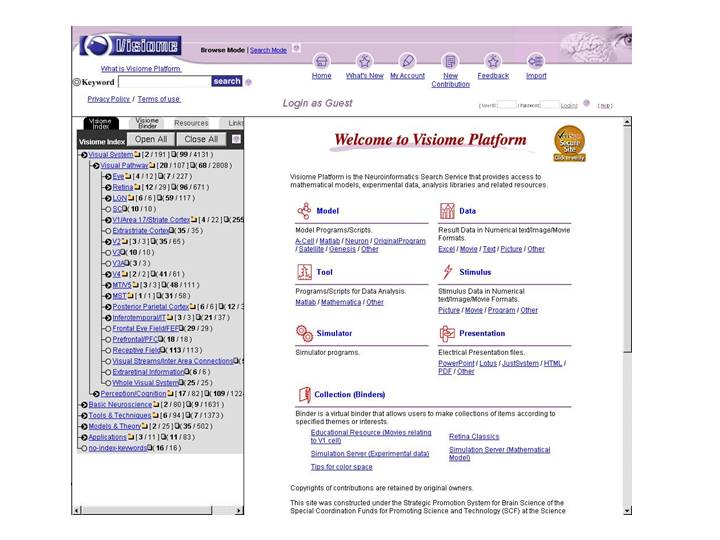 Visiome
Browse Mode | Search Mode
What is Visiome Platform
Keyword search
Home What's New My Account New Contribution Feedback Import
Privacy Policy / Terms of use
Login as Guest
/ Password Login [ Help ]
Visiome Index Visiome Binder Resources Links
Visiome Index Open All Close All
Visual System [ 2 / 191 ] ( 99 / 4131 )
Visual Pathway [ 20 / 107 ] ( 68 / 2808 )
Eye [ 4 / 12 ] ( 7 / 227 )
Retina [ 12 / 29 ] ( 96 / 671 )
LGN [ 6 / 6 ] ( 59 / 117 )
SC ( 10 / 10 )
V1/Area 17/Striate Cortex [ 4 / 22 ] ( 255
Extrastriate Cortex ( 35 / 35 )
V2 [ 3 / 3 ] ( 35 / 65 )
V3 ( 10 / 10 )
V3A ( 3 / 3 )
V4 [ 2 / 2 ] ( 41 / 61 )
MT/V5 [ 3 / 3 ] ( 48 / 111 )
MST [ 1 / 1 ] ( 31 / 58 )
Posterior Parietal Cortex [ 6 / 6 ] ( 12 /
Inferotemporal/IT [ 3 / 3 ] ( 21 / 37 )
Frontal Eye Field/FEF ( 29 / 29 )
Prefrontal/PFC ( 18 / 18 )
Receptive Field ( 113 / 113 )
Visual Streams/Inter Area Connections
Extraretinal Information ( 6 / 6 )
Whole Visual System ( 25 / 25 )
Perception/Cognition [ 17 / 82 ] ( 109 / 122
Basic Neuroscience [ 2 / 80 ] ( 9 / 1631 )
Tools & Techniques [ 6 / 94 ] ( 7 / 1373 )
Models & Theory [ 2 / 25 ] ( 35 / 502 )
Applications [ 3 / 11 ] ( 11 / 83 )
no-index-keywords ( 16 / 16 )
Welcome to Visiome Platform
Secure Site
Click to verify
Visiome Platform is the Neuroinformatics Search Service that provides access to
mathematical models, experimental data, analysis libraries and related resources.
Model
Model Programs/Scripts.
A-Cell / Matlab / Neuron / OriginalProgram
/ Satellite / Genesis / Other
Data
Result Data in Numerical text/Image/Movie
Formats.
Excel / Movie / Text / Picture / Other
Tool
Programs/Scripts for Data Analysis.
Matlab / Mathematica / Other
Stimulus
Stimulus Data in Numerical
text/Image/Movie Formats.
Picture / Movie / Program / Other
Simulator
Simulator programs.
Presentation
Electrical Presentation files.
PowerPoint / Lotus / JustSystem / HTML /
PDF / Other
Collection (Binders)
Binder is a virtual binder that allows users to make collections of items according to
specified themes or interests.
Educational Resource (Movies relating
to V1 cell)
Retina Classics
Simulation Server (Experimental data)
Simulation Server (Mathematical
Model)
Tips for color space
Copyrights of contributions are retained by original owners.
This site was constructed under the Strategic Promotion System for Brain Science of the
Special Coordination Funds for Promoting Science and Technology (SCF) at the Science